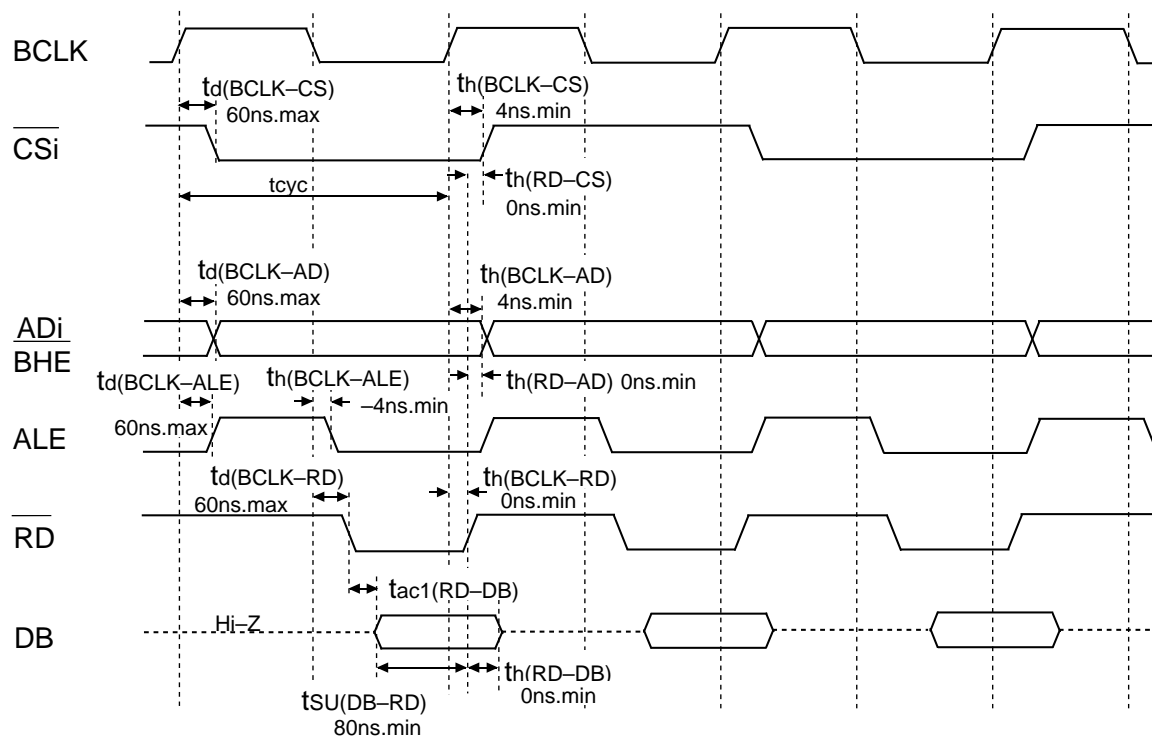 BCLK
td(BCLK–CS)
60ns.max
th(BCLK–CS)
4ns.min
CSi
tcyc
th(RD–CS)
0ns.min
td(BCLK–AD)
60ns.max
th(BCLK–AD)
4ns.min
ADi
BHE
td(BCLK–ALE)
60ns.max
th(BCLK–ALE)
–4ns.min
th(RD–AD) 0ns.min
ALE
td(BCLK–RD)
60ns.max
th(BCLK–RD)
0ns.min
RD
tac1(RD–DB)
Hi–Z
DB
th(RD–DB)
0ns.min
tSU(DB–RD)
80ns.min